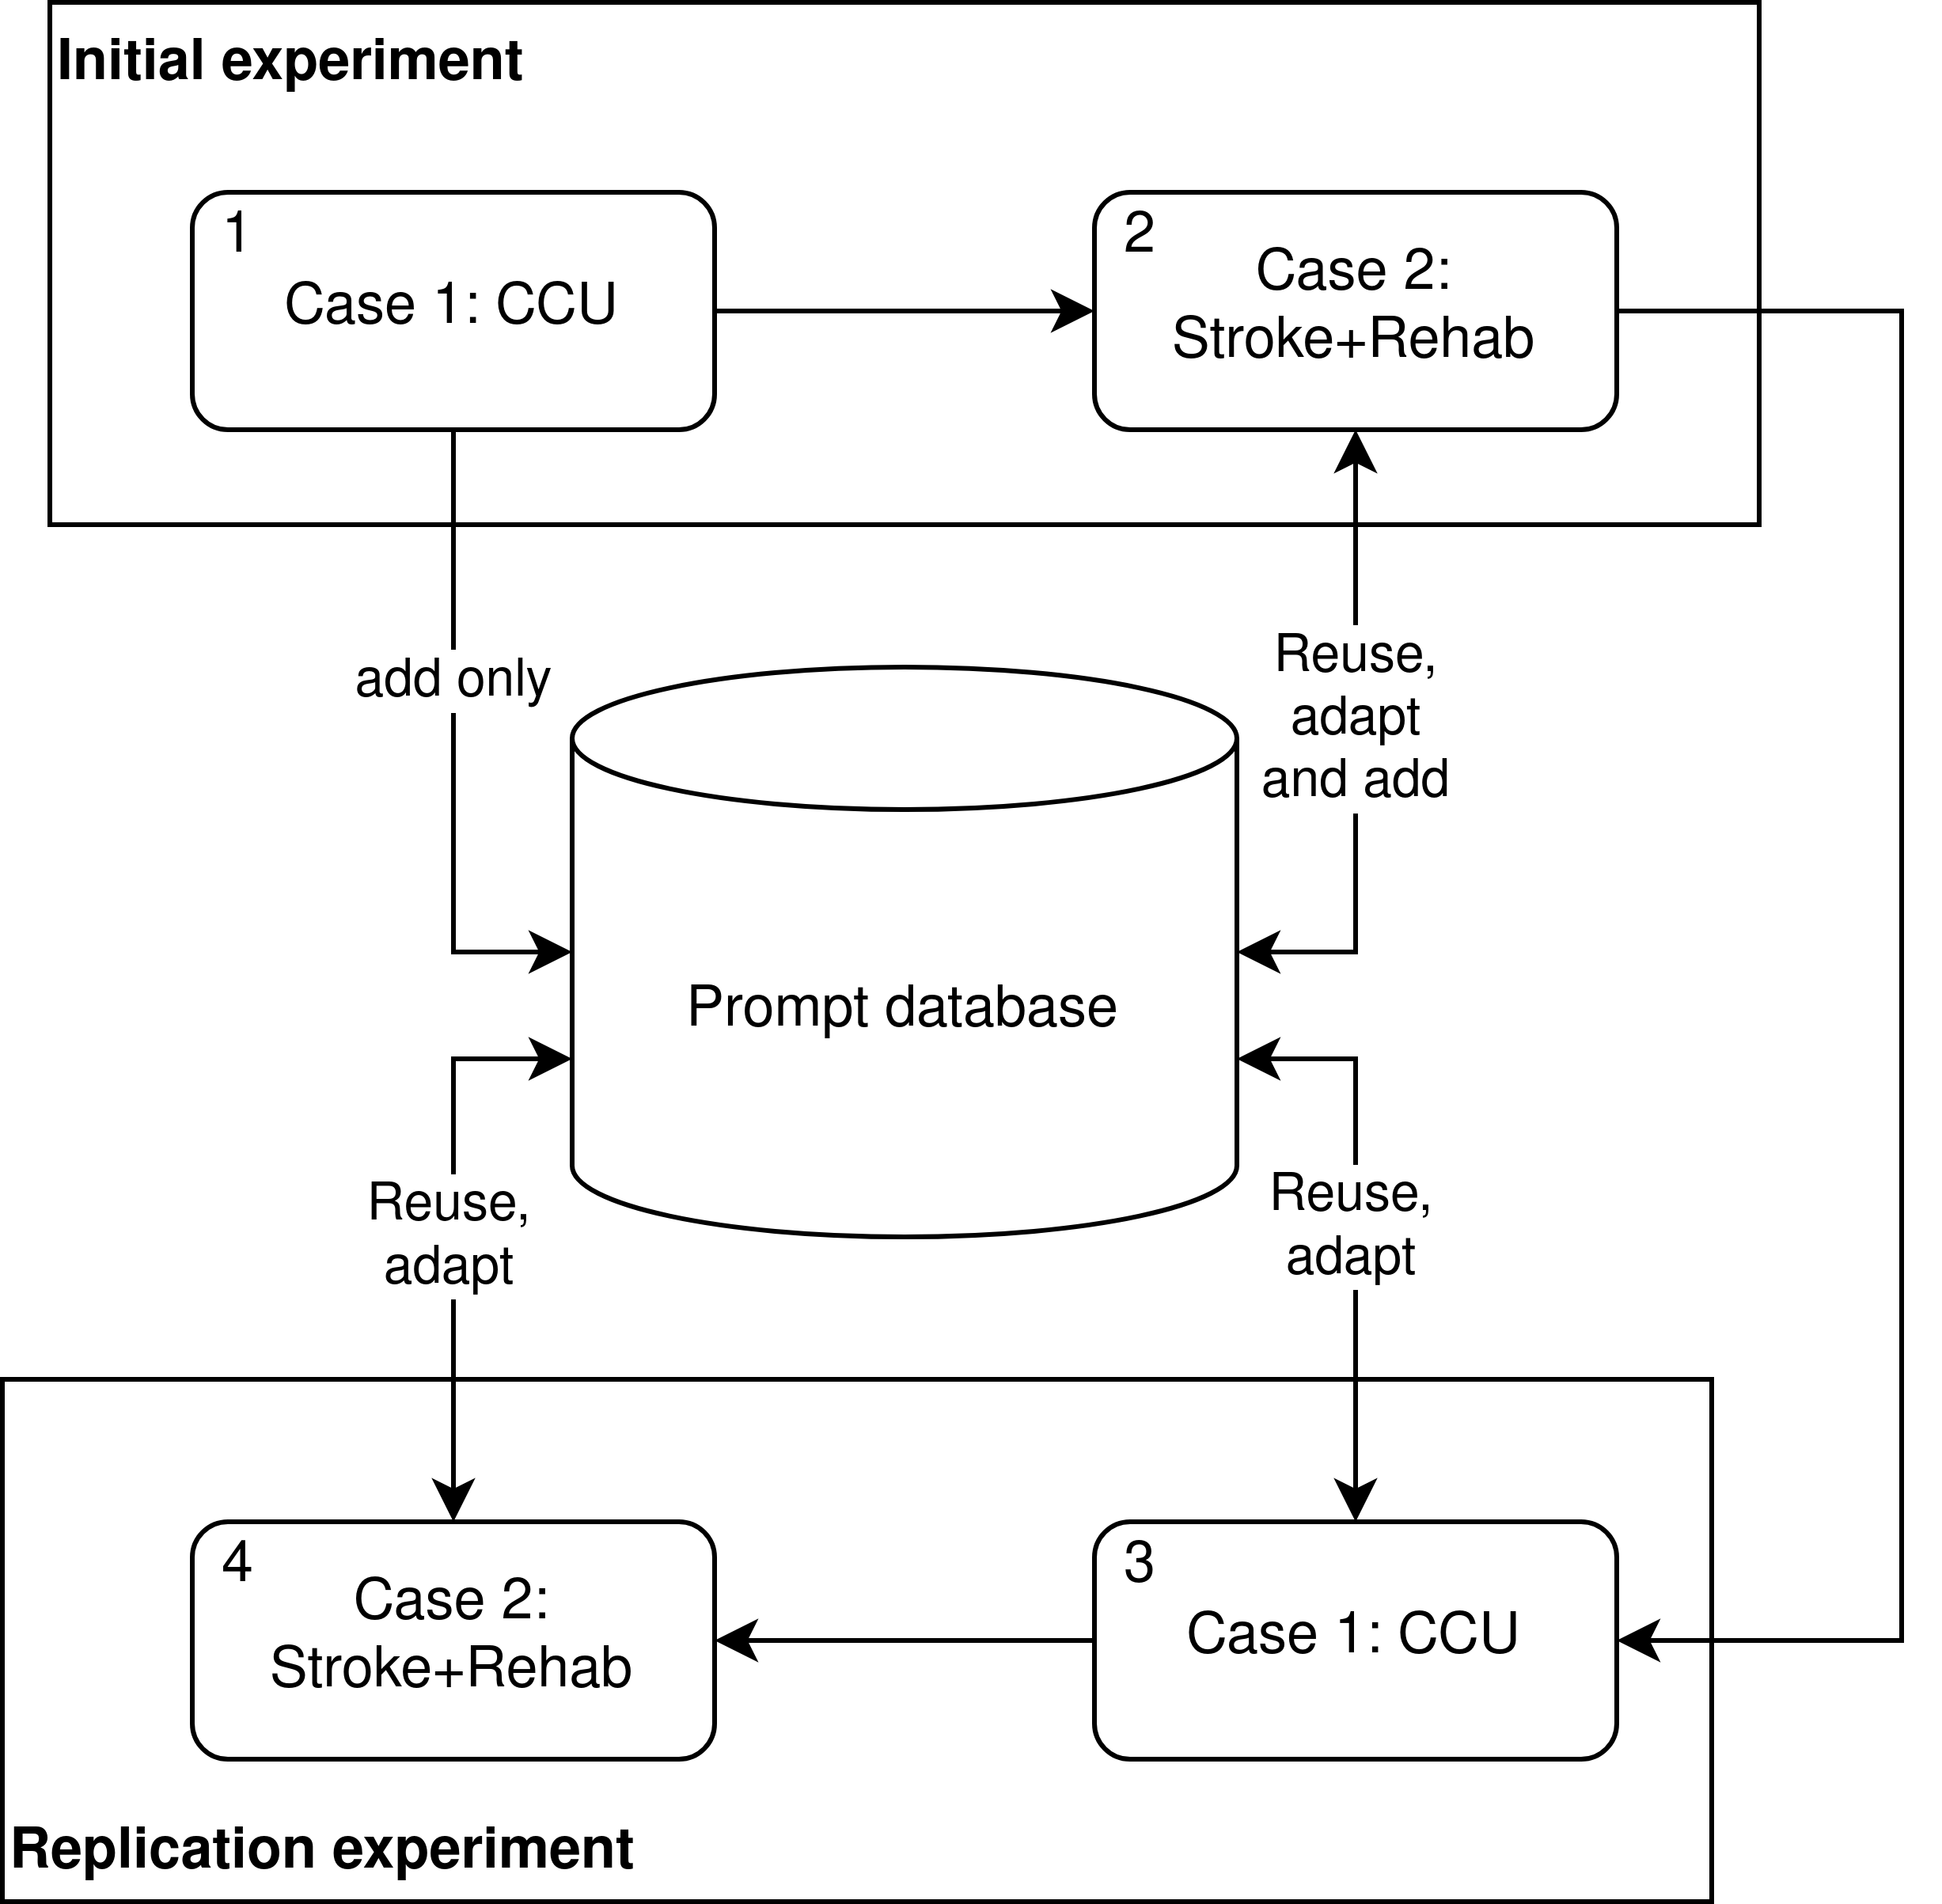 Initial experiment
1
Case 1: CCU
2
Case 2:
Stroke+Rehab
add only
Reuse,
adapt
and add
Prompt database
Reuse,
adapt
Reuse,
adapt
4
Case 2:
Stroke+Rehab
3
Case 1: CCU
Replication experiment